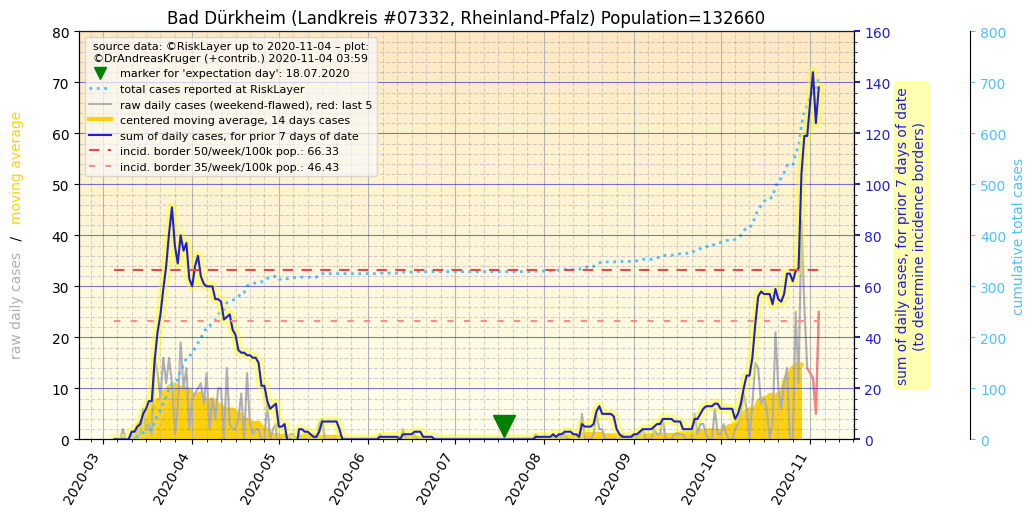 Bad Dürkheim (Landkreis #07332, Rheinland-Pfalz) Population=132660
source data: ©RiskLayer up to 2020-11-04 – plot:
©DrAndreasKruger (+contrib.) 2020-11-04 03:59
marker for 'expectation day': 18.07.2020
total cases reported at RiskLayer
raw daily cases (weekend-flawed), red: last 5
centered moving average, 14 days cases
sum of daily cases, for prior 7 days of date
incid. border 50/week/100k pop.: 66.33
incid. border 35/week/100k pop.: 46.43
raw daily cases / moving average
80
70
60
50
40
30
20
10
0
160
140
120
100
80
60
40
20
0
sum of daily cases, for prior 7 days of date
(to determine incidence borders)
800
700
600
500
400
300
200
100
0
cumulative total cases
2020-03
2020-04
2020-05
2020-06
2020-07
2020-08
2020-09
2020-10
2020-11